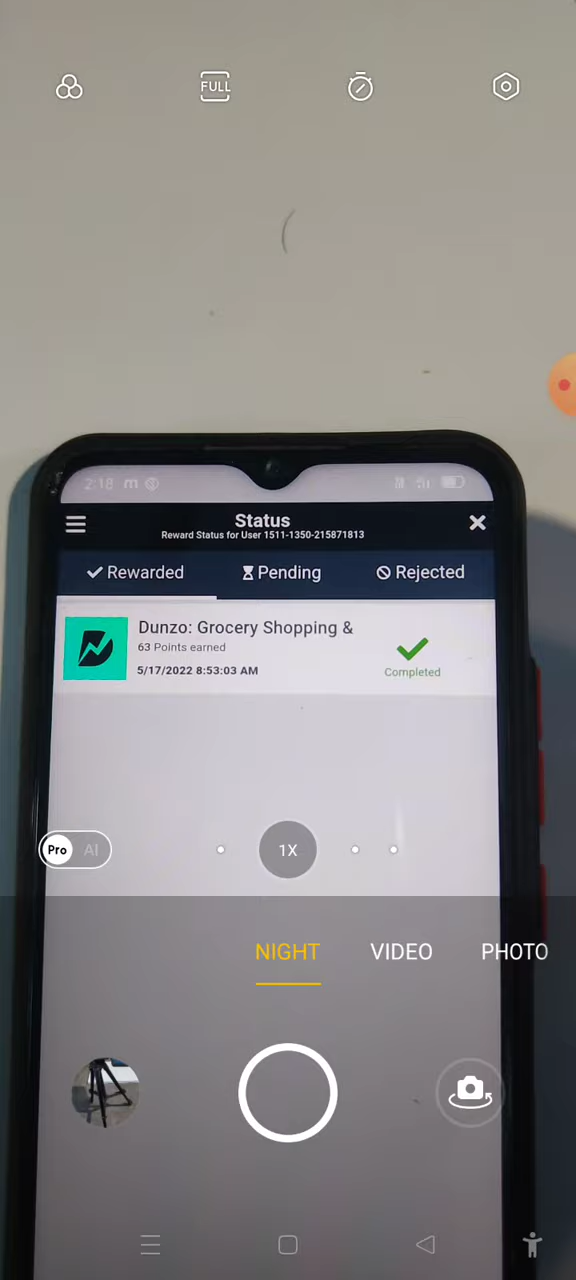 FULL
2:18 m
Status
Reward Status for User 1511-1350-215871813
Rewarded
Pending
Rejected
Dunzo: Grocery Shopping &
63 Points earned
5/17/2022 8:53:03 AM
Completed
Pro AI
1X
NIGHT VIDEO PHOTO